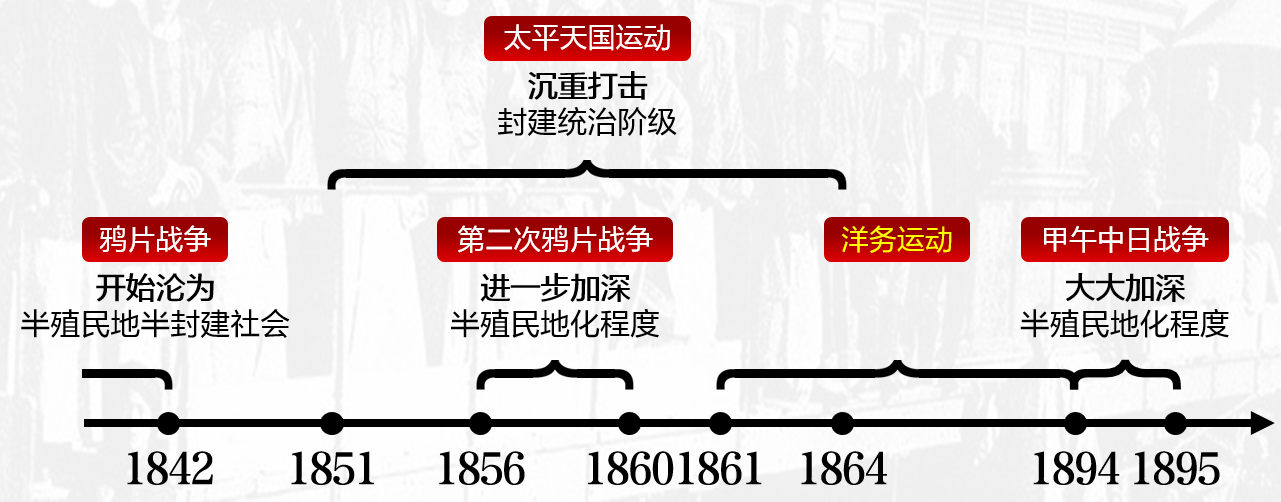 太平天国运动
沉重打击
封建统治阶级
鸦片战争
开始沦为
半殖民地半封建社会
第二次鸦片战争
进一步加深
半殖民地化程度
洋务运动
甲午中日战争
大大加深
半殖民地化程度
1842 1851 1856 1860 1861 1864 1894 1895